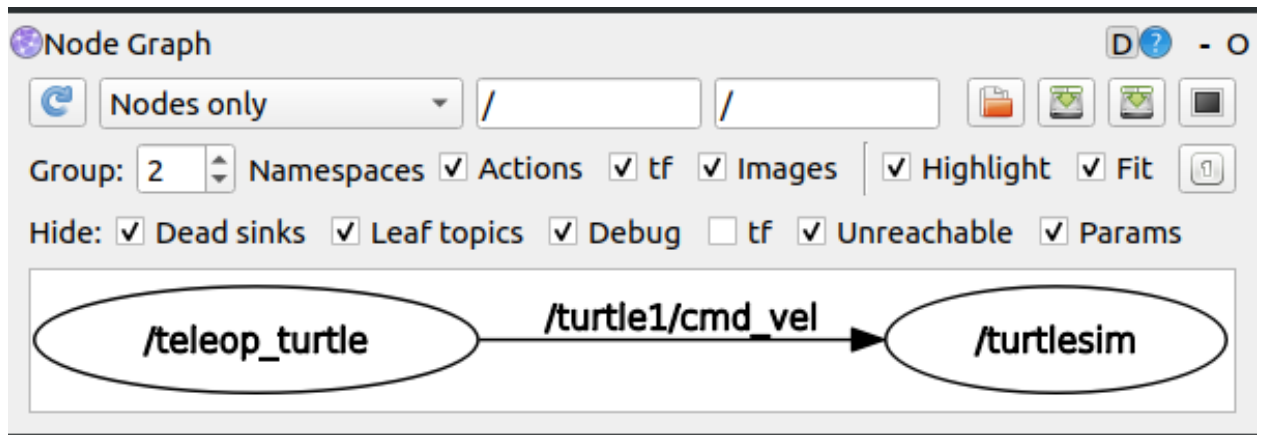 Node Graph D ? - O
Nodes only / /
Group: 2 Namespaces Actions tf Images Highlight Fit 1
Hide: Dead sinks Leaf topics Debug tf Unreachable Params
/teleop_turtle /turtle1/cmd_vel /turtlesim